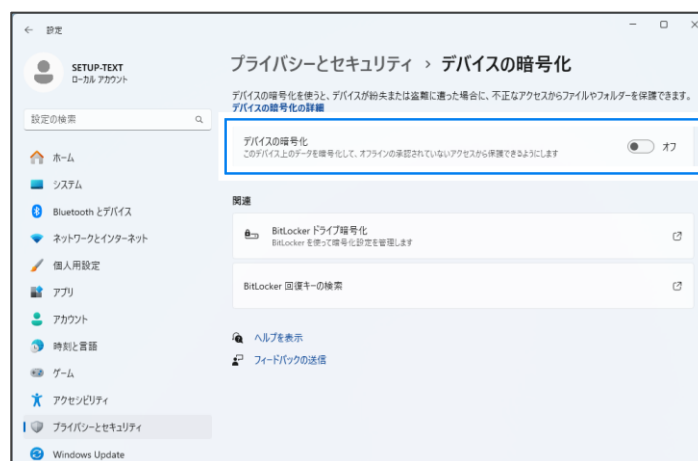 設定
SETUP-TEXT
ローカル アカウント
設定の検索
ホーム
システム
Bluetooth とデバイス
ネットワークとインターネット
個人用設定
アプリ
アカウント
時刻と言語
ゲーム
アクセシビリティ
プライバシーとセキュリティ
Windows Update
プライバシーとセキュリティ › デバイスの暗号化
デバイスの暗号化を使うと、デバイスが紛失または盗難に遭った場合に、不正なアクセスからファイルやフォルダーを保護できます。
デバイスの暗号化の詳細
デバイスの暗号化
このデバイス上のデータを暗号化して、オフラインの承認されていないアクセスから保護できるようにします
オフ
関連
BitLocker ドライブ暗号化
BitLocker を使って暗号化設定を管理します
BitLocker 回復キーの検索
ヘルプを表示
フィードバックの送信